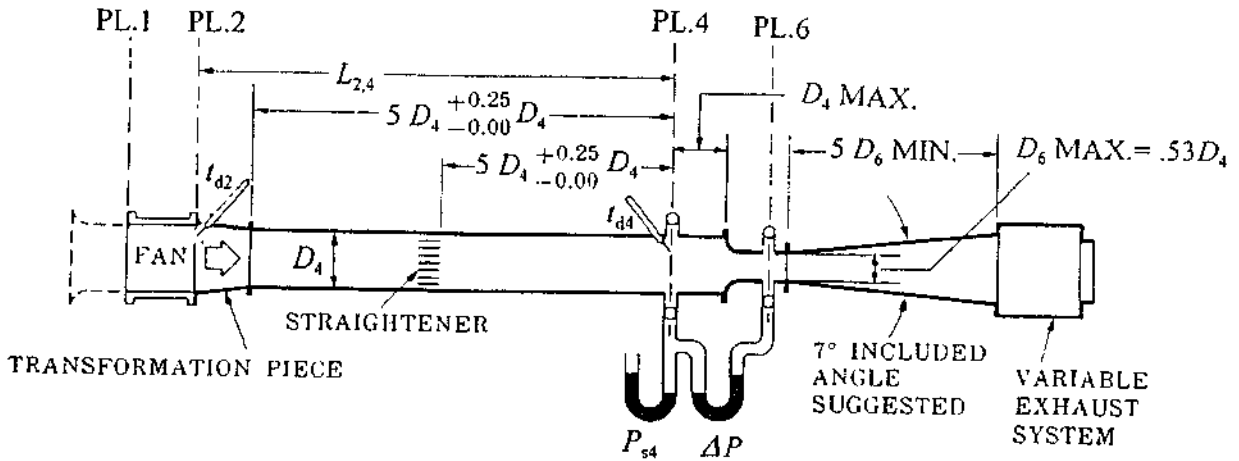 PL.1 PL.2 PL.4 PL.6
L2,4
D4 MAX.
5 D4 +0.25 -0.00 D4
5 D4 +0.25 -0.00 D4
5 D6 MIN.
D6 MAX.= .53D4
td2
td4
FAN
D4
STRAIGHTENER
TRANSFORMATION PIECE
7° INCLUDED
ANGLE
SUGGESTED
VARIABLE
EXHAUST
SYSTEM
Ps4
ΔP